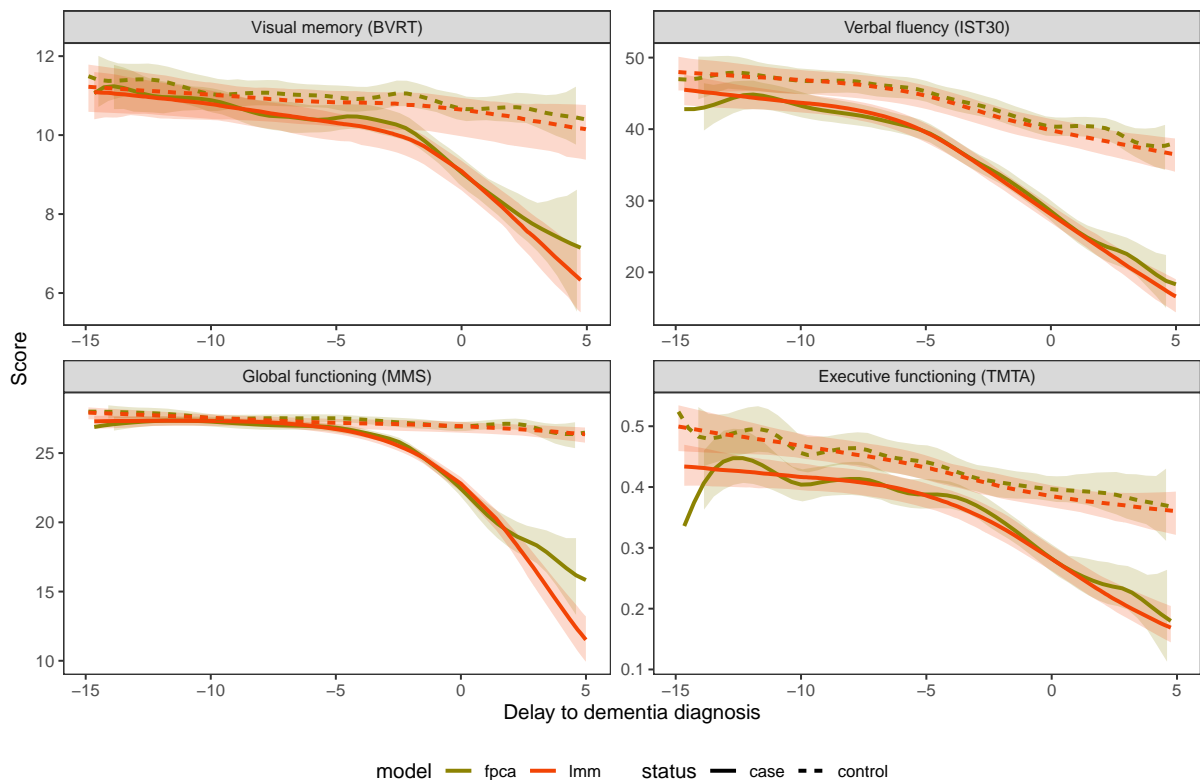 Visual memory (BVRT)
Verbal fluency (IST30)
12
10
8
6
50
40
30
20
−15 −10 −5 0 5
−15 −10 −5 0 5
Score
Global functioning (MMS)
Executive functioning (TMTA)
25
20
15
10
0.5
0.4
0.3
0.2
0.1
−15 −10 −5 0 5
−15 −10 −5 0 5
Delay to dementia diagnosis
model fpca lmm status case control